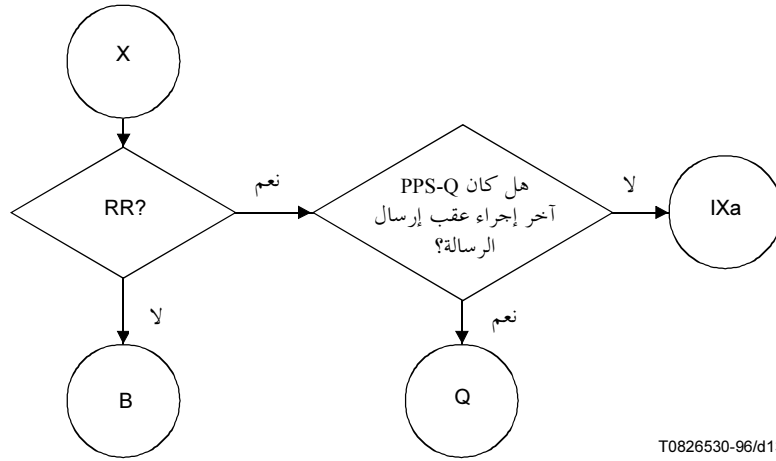 X
RR?
نعم
هل كان PPS-Q
آخر إجراء عقب إرسال
الرسالة؟
لا
IXa
لا
نعم
B
Q
T0826530-96/d1